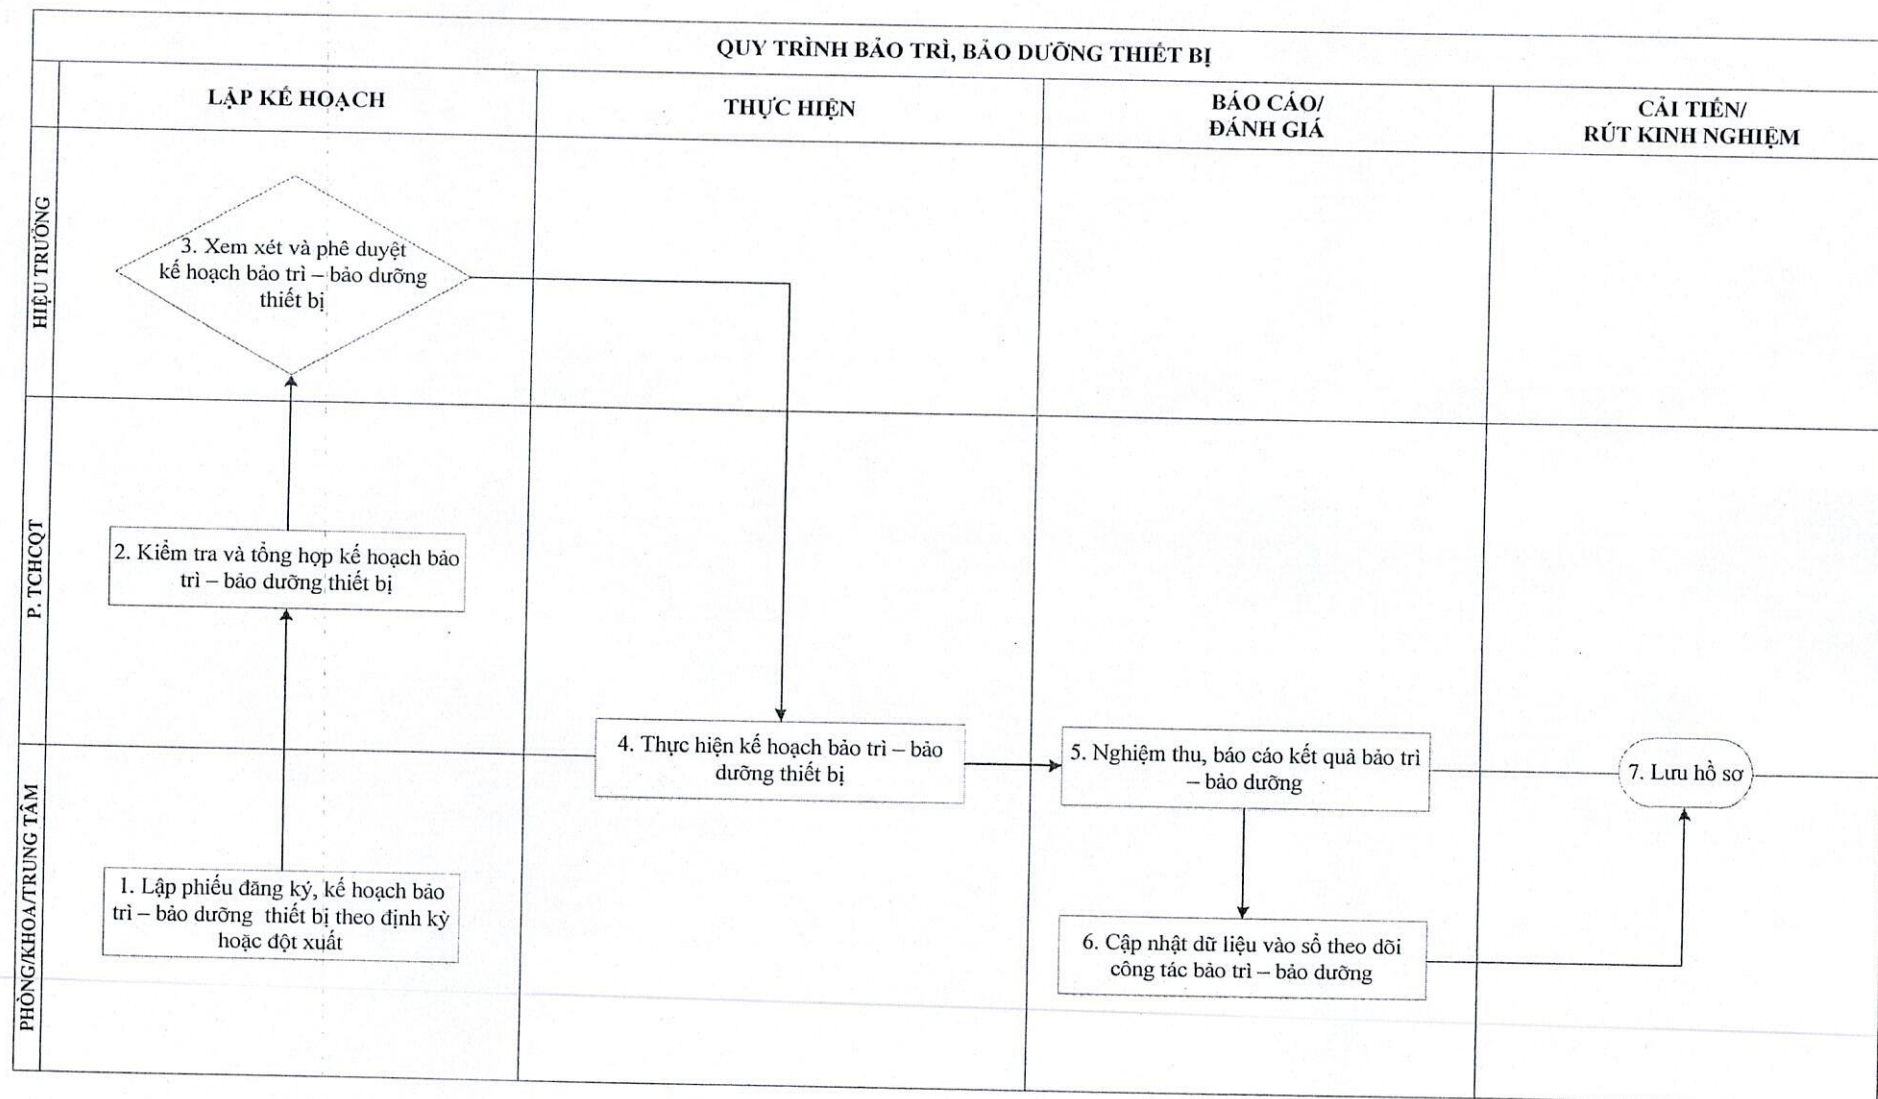 QUY TRÌNH BẢO TRÌ, BẢO DƯỠNG THIẾT BỊ
LẬP KẾ HOẠCH
THỰC HIỆN
BÁO CÁO/
ĐÁNH GIÁ
CẢI TIẾN/
RÚT KINH NGHIỆM
HIỆU TRƯỞNG
3. Xem xét và phê duyệt
kế hoạch bảo trì – bảo dưỡng
thiết bị
P. TCHCQT
2. Kiểm tra và tổng hợp kế hoạch bảo
trì – bảo dưỡng thiết bị
4. Thực hiện kế hoạch bảo trì – bảo
dưỡng thiết bị
5. Nghiệm thu, báo cáo kết quả bảo trì
– bảo dưỡng
7. Lưu hồ sơ
PHÒNG/KHOA/TRUNG TÂM
1. Lập phiếu đăng ký, kế hoạch bảo
trì – bảo dưỡng thiết bị theo định kỳ
hoặc đột xuất
6. Cập nhật dữ liệu vào sổ theo dõi
công tác bảo trì – bảo dưỡng